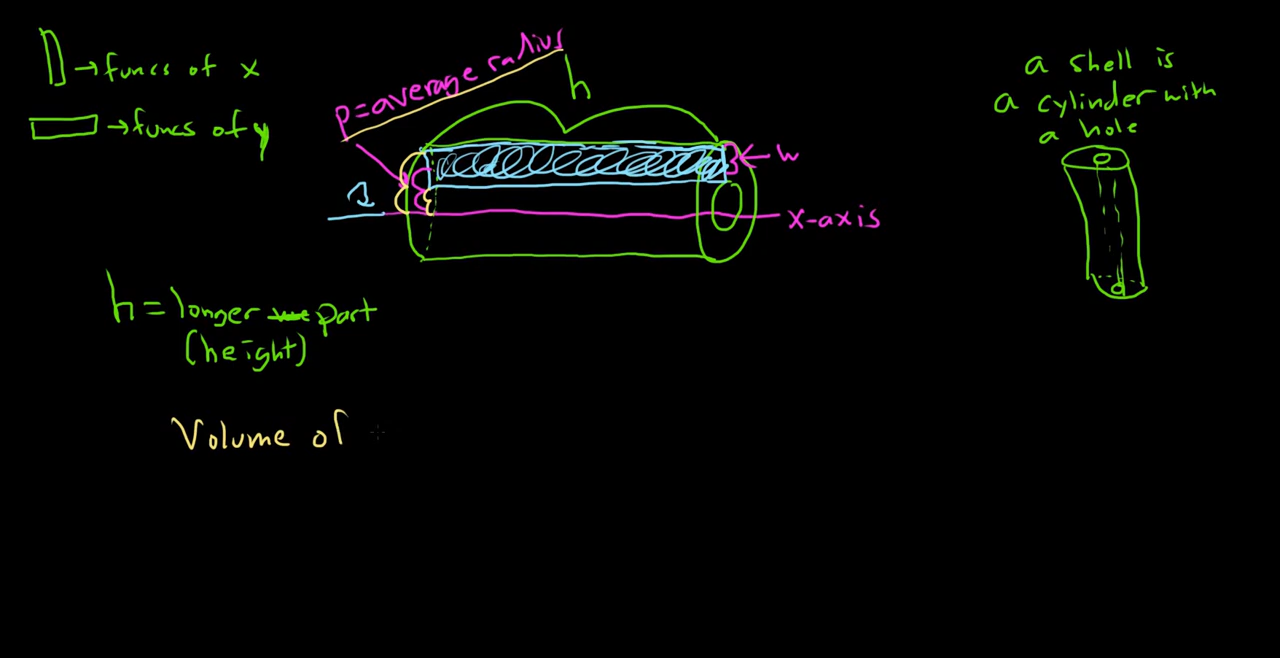 →funcs of x
→funcs of y
p=average radius
h
←w
x-axis
h=longer part
(height)
Volume of
a shell is
a cylinder with
a hole